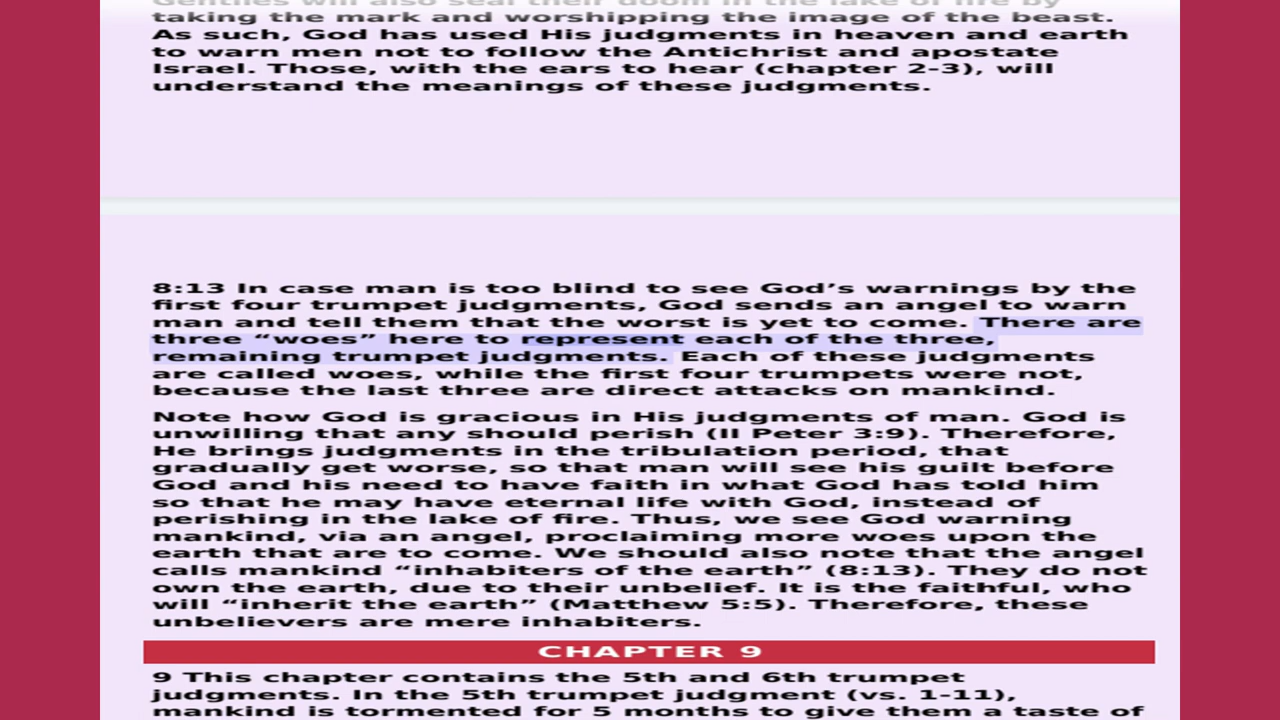 Gentiles will also seal their doom in the lake of fire by
taking the mark and worshipping the image of the beast.
As such, God has used His judgments in heaven and earth
to warn men not to follow the Antichrist and apostate
Israel. Those, with the ears to hear (chapter 2-3), will
understand the meanings of these judgments.
8:13 In case man is too blind to see God’s warnings by the
first four trumpet judgments, God sends an angel to warn
man and tell them that the worst is yet to come. There are
three “woes” here to represent each of the three,
remaining trumpet judgments. Each of these judgments
are called woes, while the first four trumpets were not,
because the last three are direct attacks on mankind.
Note how God is gracious in His judgments of man. God is
unwilling that any should perish (II Peter 3:9). Therefore,
He brings judgments in the tribulation period, that
gradually get worse, so that man will see his guilt before
God and his need to have faith in what God has told him
so that he may have eternal life with God, instead of
perishing in the lake of fire. Thus, we see God warning
mankind, via an angel, proclaiming more woes upon the
earth that are to come. We should also note that the angel
calls mankind “inhabiters of the earth” (8:13). They do not
own the earth, due to their unbelief. It is the faithful, who
will “inherit the earth” (Matthew 5:5). Therefore, these
unbelievers are mere inhabiters.
CHAPTER 9
9 This chapter contains the 5th and 6th trumpet
judgments. In the 5th trumpet judgment (vs. 1-11),
mankind is tormented for 5 months to give them a taste of